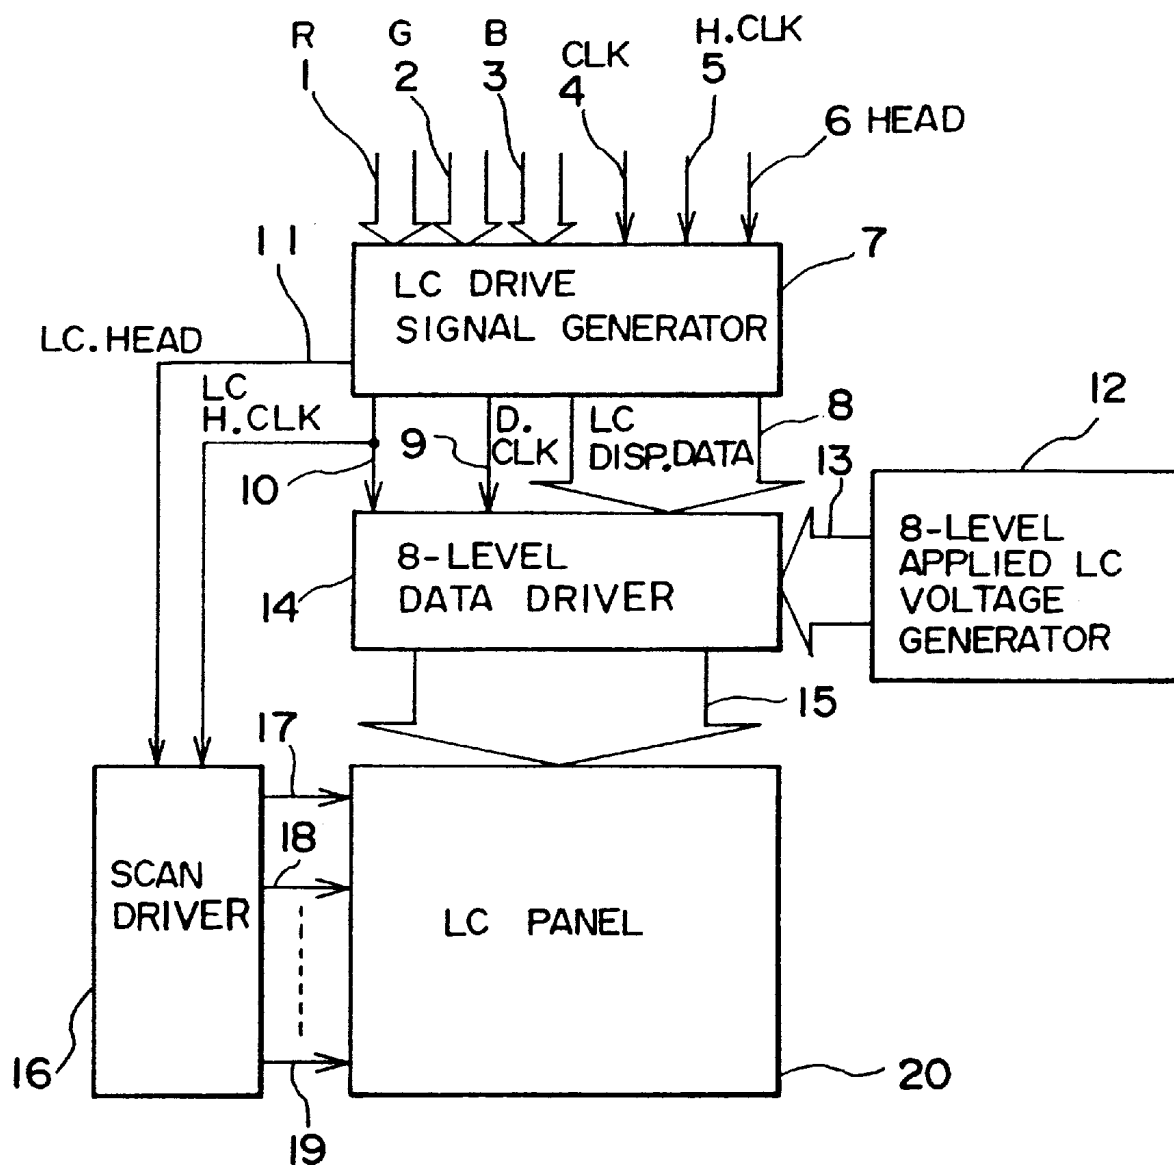 R
G
B
CLK
H.CLK
1
2
3
4
5
6 HEAD
11
7
LC DRIVE
SIGNAL GENERATOR
LC.HEAD
LC
H.CLK
10
9
D.
CLK
LC
DISP.DATA
8
12
13
8-LEVEL
DATA DRIVER
14
8-LEVEL
APPLIED LC
VOLTAGE
GENERATOR
15
17
18
SCAN
DRIVER
LC PANEL
16
19
20